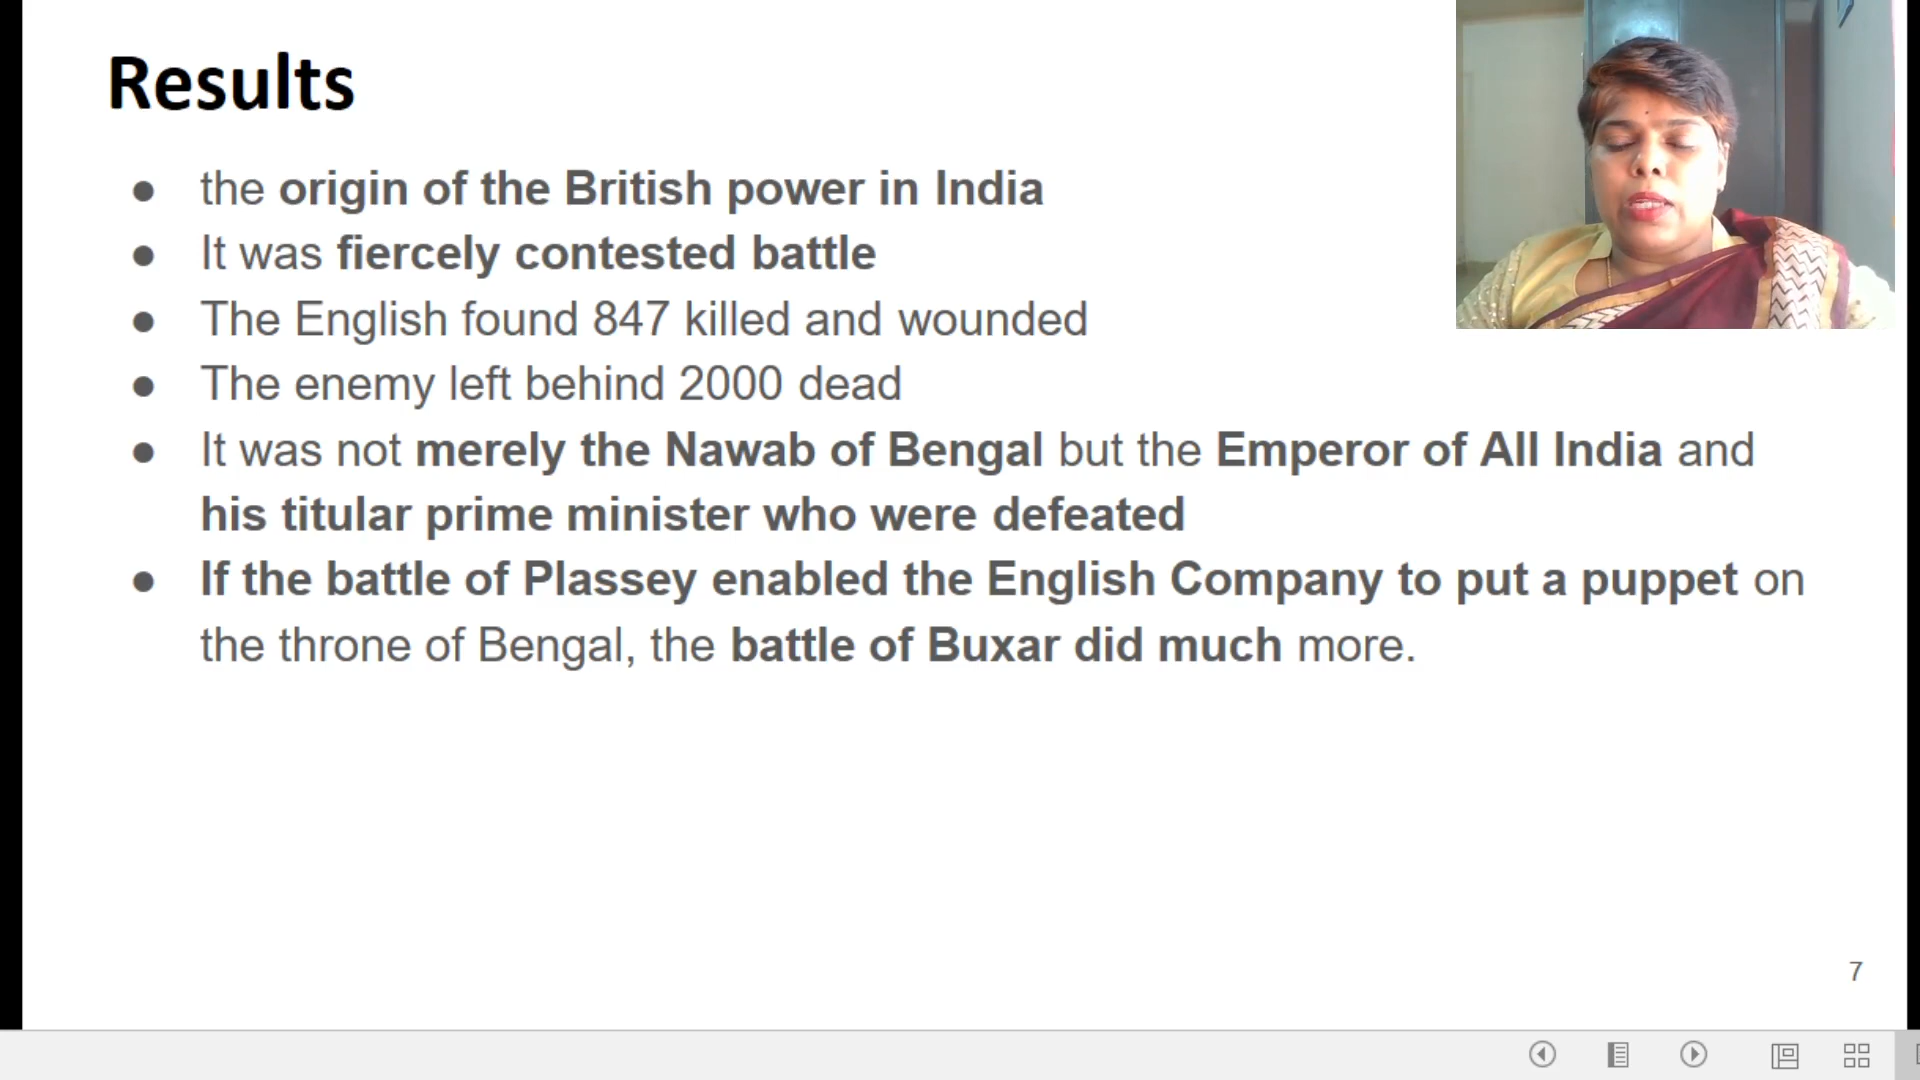 Results
● the origin of the British power in India
● It was fiercely contested battle
● The English found 847 killed and wounded
● The enemy left behind 2000 dead
● It was not merely the Nawab of Bengal but the Emperor of All India and
his titular prime minister who were defeated
● If the battle of Plassey enabled the English Company to put a puppet on
the throne of Bengal, the battle of Buxar did much more.
7